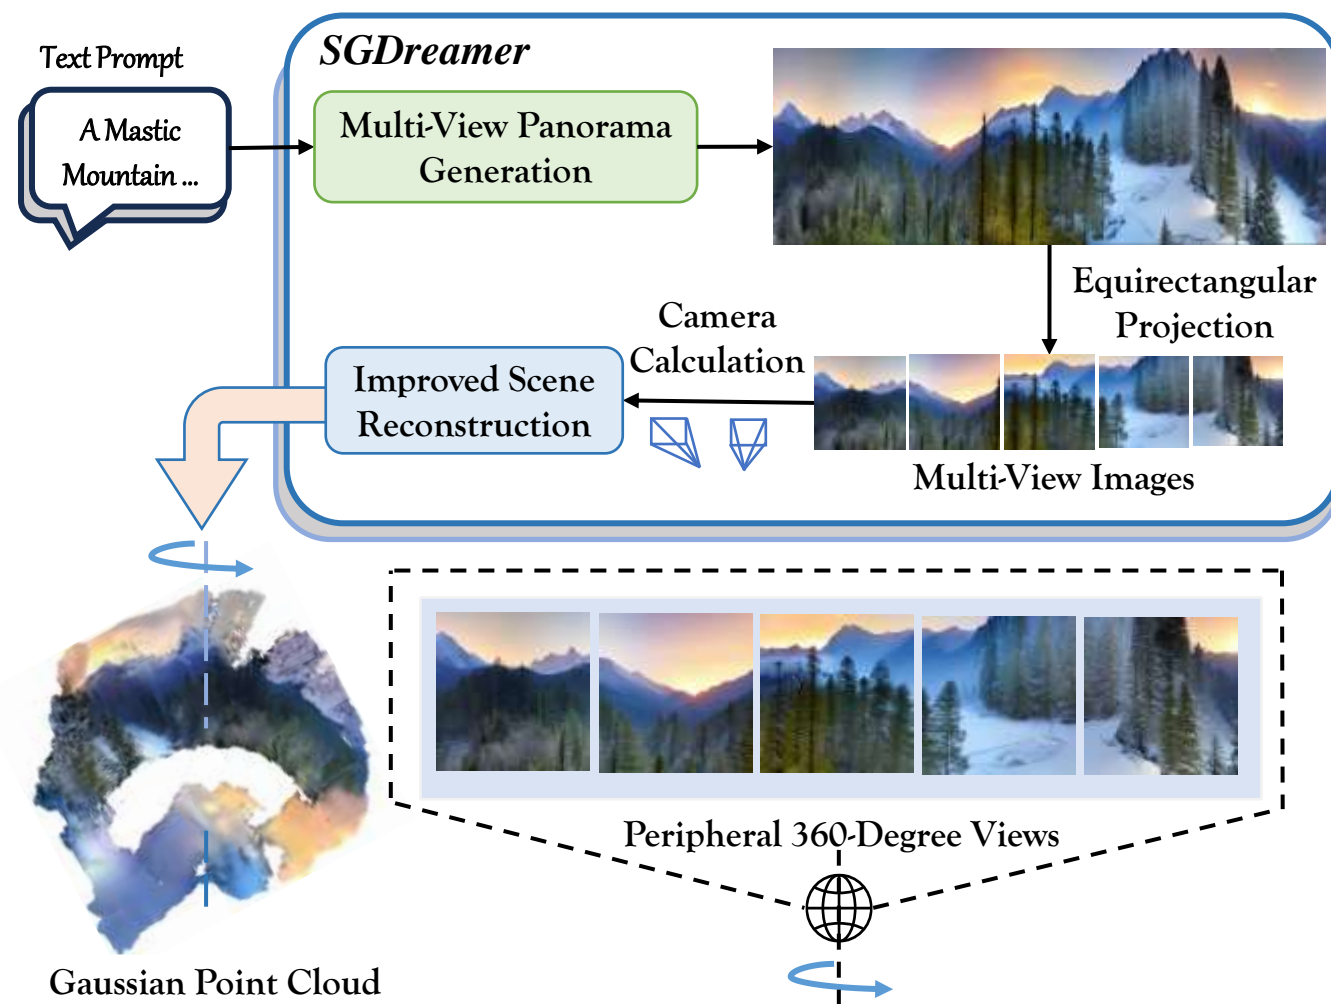 Text Prompt
A Mastic
Mountain ...
SGDreamer
Multi-View Panorama
Generation
Equirectangular
Projection
Camera
Calculation
Improved Scene
Reconstruction
Multi-View Images
Peripheral 360-Degree Views
Gaussian Point Cloud